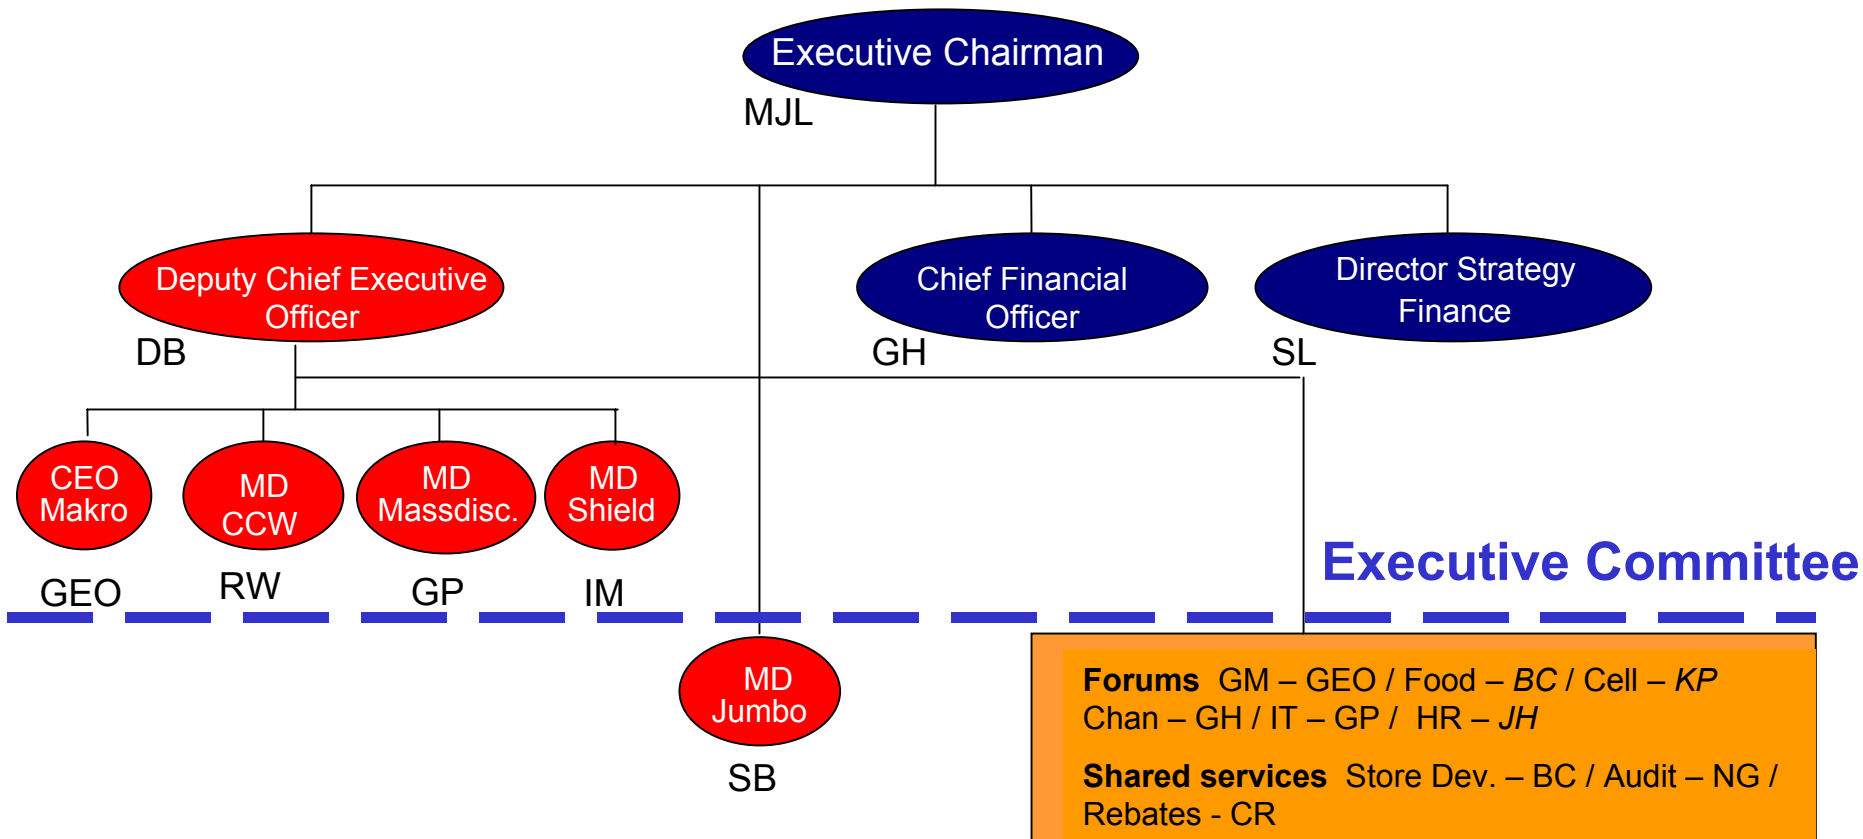 Executive Chairman
MJL
Deputy Chief Executive
Officer
DB
Chief Financial
Officer
GH
Director Strategy
Finance
SL
CEO
Makro
GEO
MD
CCW
RW
MD
Massdisc.
GP
MD
Shield
IM
Executive Committee
MD
Jumbo
SB
Forums GM – GEO / Food – BC / Cell – KP
Chan – GH / IT – GP / HR – JH
Shared services Store Dev. – BC / Audit – NG /
Rebates - CR